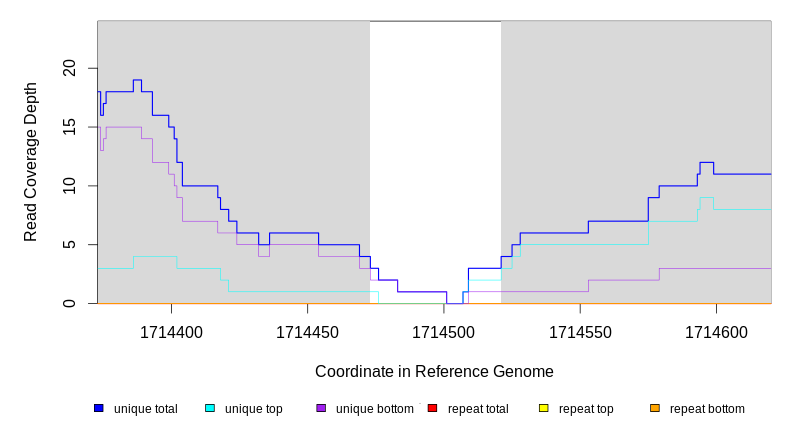 Read Coverage Depth
20
15
10
5
0
1714400 1714450 1714500 1714550 1714600
Coordinate in Reference Genome
unique total unique top unique bottom repeat total repeat top repeat bottom